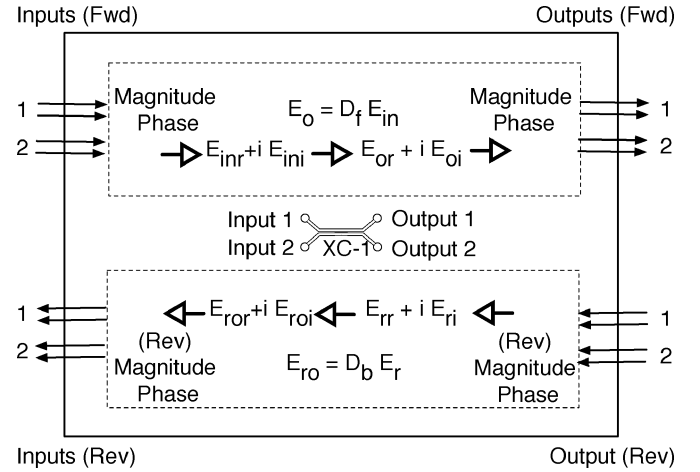 Inputs (Fwd) Outputs (Fwd)
Magnitude Phase
E_o = D_f E_in
Magnitude Phase
1 1
2 2
E_inr+i E_ini E_or + i E_oi
Input 1 Output 1
Input 2 XC-1 Output 2
E_ror+i E_roi E_rr + i E_ri
1 1
2 2
(Rev) Magnitude Phase
E_ro = D_b E_r
(Rev) Magnitude Phase
Inputs (Rev) Output (Rev)